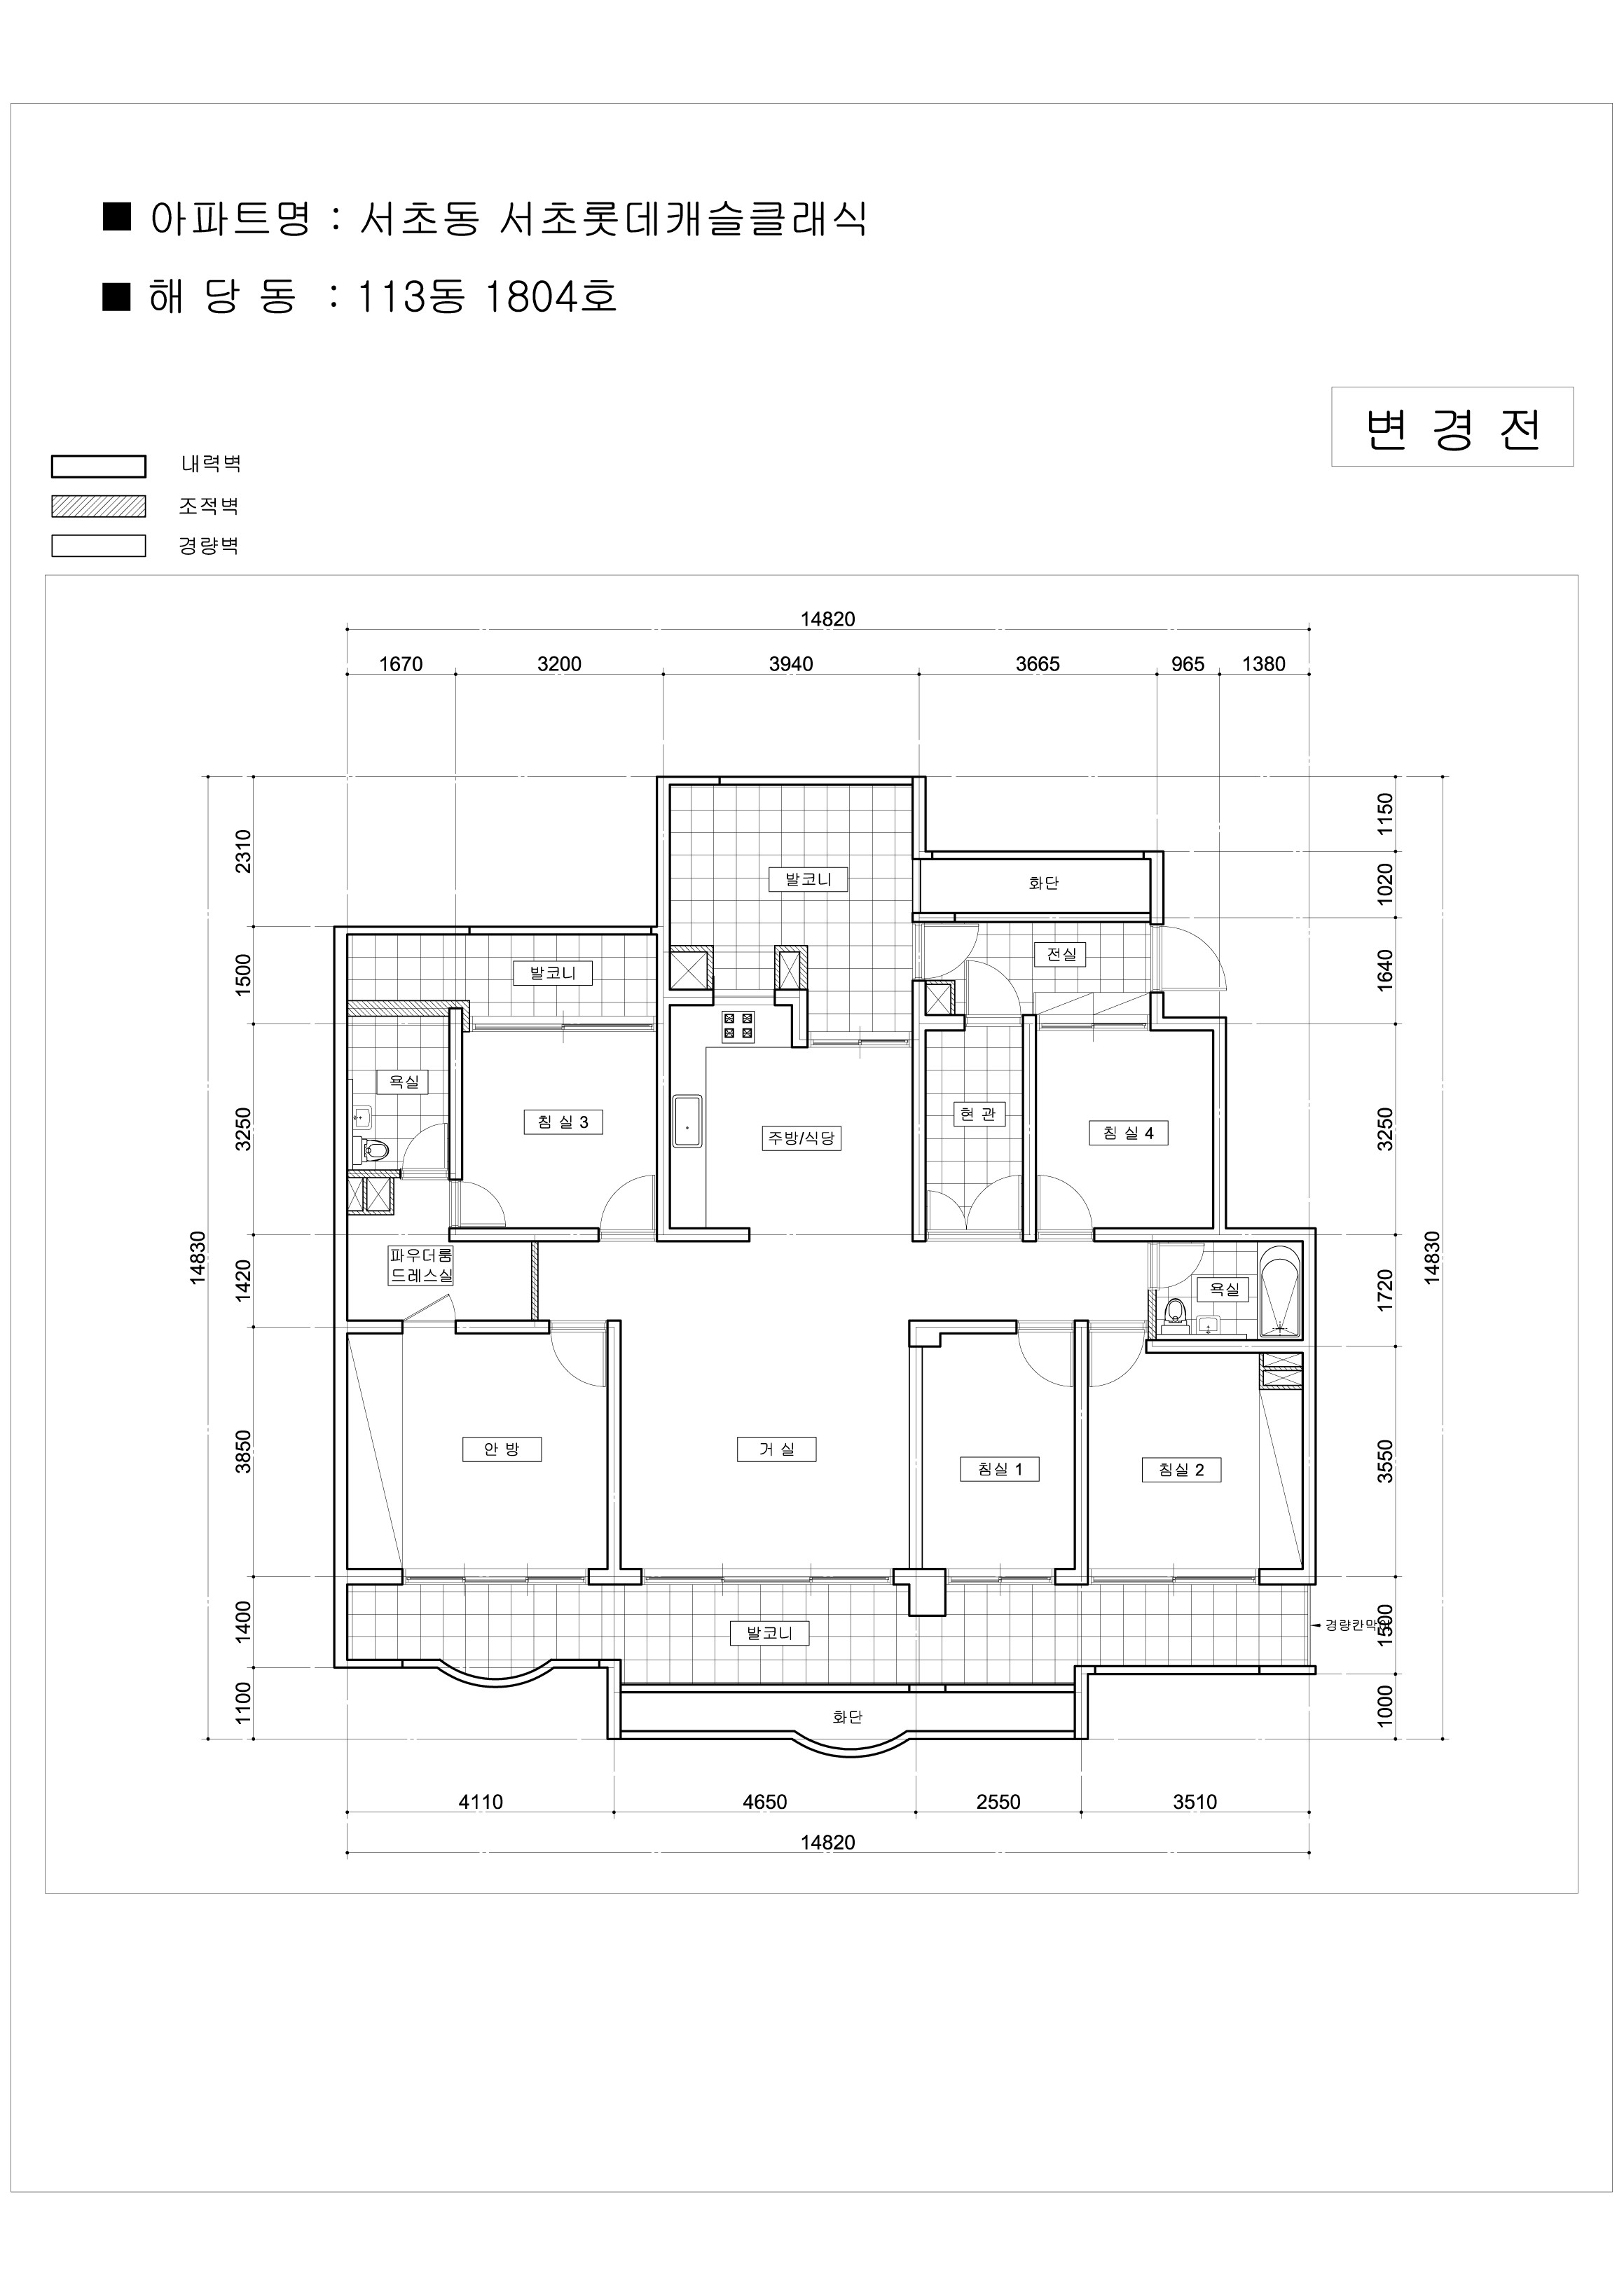 ■ 아파트명 : 서초동 서초롯데캐슬클래식
■ 해 당 동 : 113동 1804호
변 경 전
내력벽
조적벽
경량벽
14820
1670 3200 3940 3665 965 1380
2310
1500
3250
1420
3850
1400
1100
14830
1150
1020
1640
3250
1720
3550
1500
1000
14830
발코니
화단
전실
발코니
욕실
침 실 3
주방/식당
현 관
침 실 4
파우더룸
드레스실
욕실
안 방
거 실
침실 1
침실 2
발코니
경량칸막
화단
4110 4650 2550 3510
14820